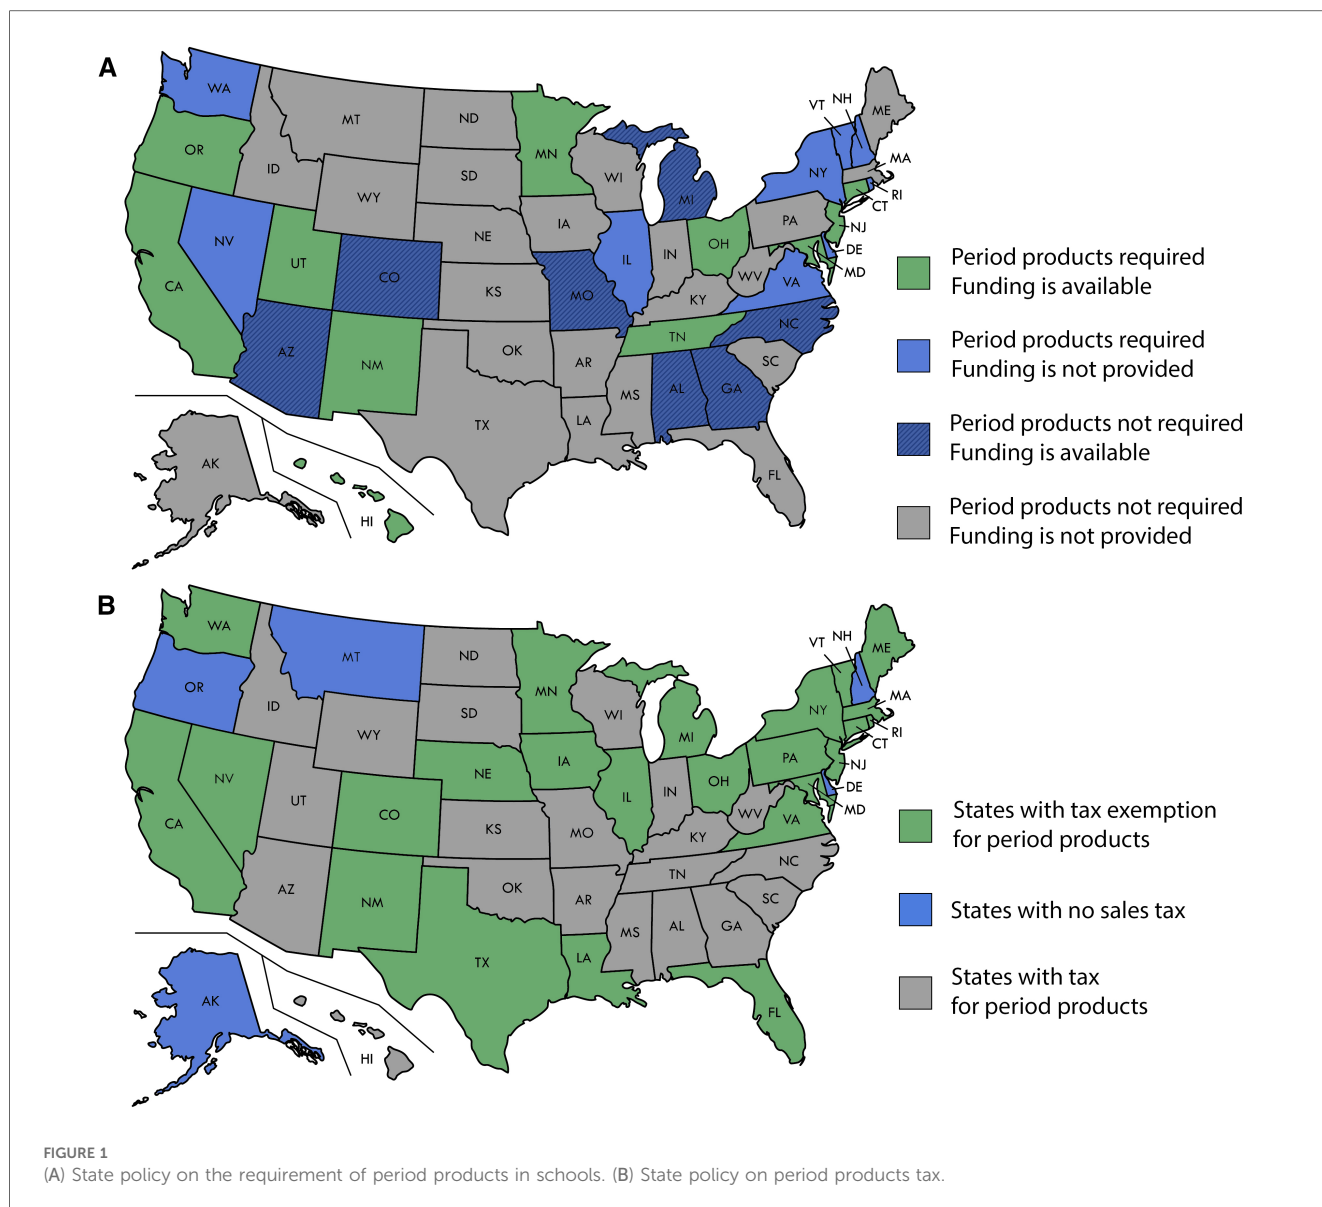 A
WA
MT
ND
MN
OR
ID
SD
WI
MI
WY
IA
NE
NV
UT
CO
CA
KS
MO
IL
IN
OH
PA
NY
VT
NH
ME
MA
RI
CT
NJ
DE
MD
WV
VA
KY
NC
TN
SC
AZ
NM
OK
AR
MS
AL
GA
TX
LA
FL
AK
HI
Period products required
Funding is available
Period products required
Funding is not provided
Period products not required
Funding is available
Period products not required
Funding is not provided
B
WA
MT
ND
MN
OR
ID
SD
WI
MI
WY
IA
NE
NV
UT
CO
CA
KS
MO
IL
IN
OH
PA
NY
VT
NH
ME
MA
RI
CT
NJ
DE
MD
WV
VA
KY
NC
TN
SC
AZ
NM
OK
AR
MS
AL
GA
TX
LA
FL
AK
HI
States with tax exemption
for period products
States with no sales tax
States with tax
for period products
FIGURE 1
(A) State policy on the requirement of period products in schools. (B) State policy on period products tax.